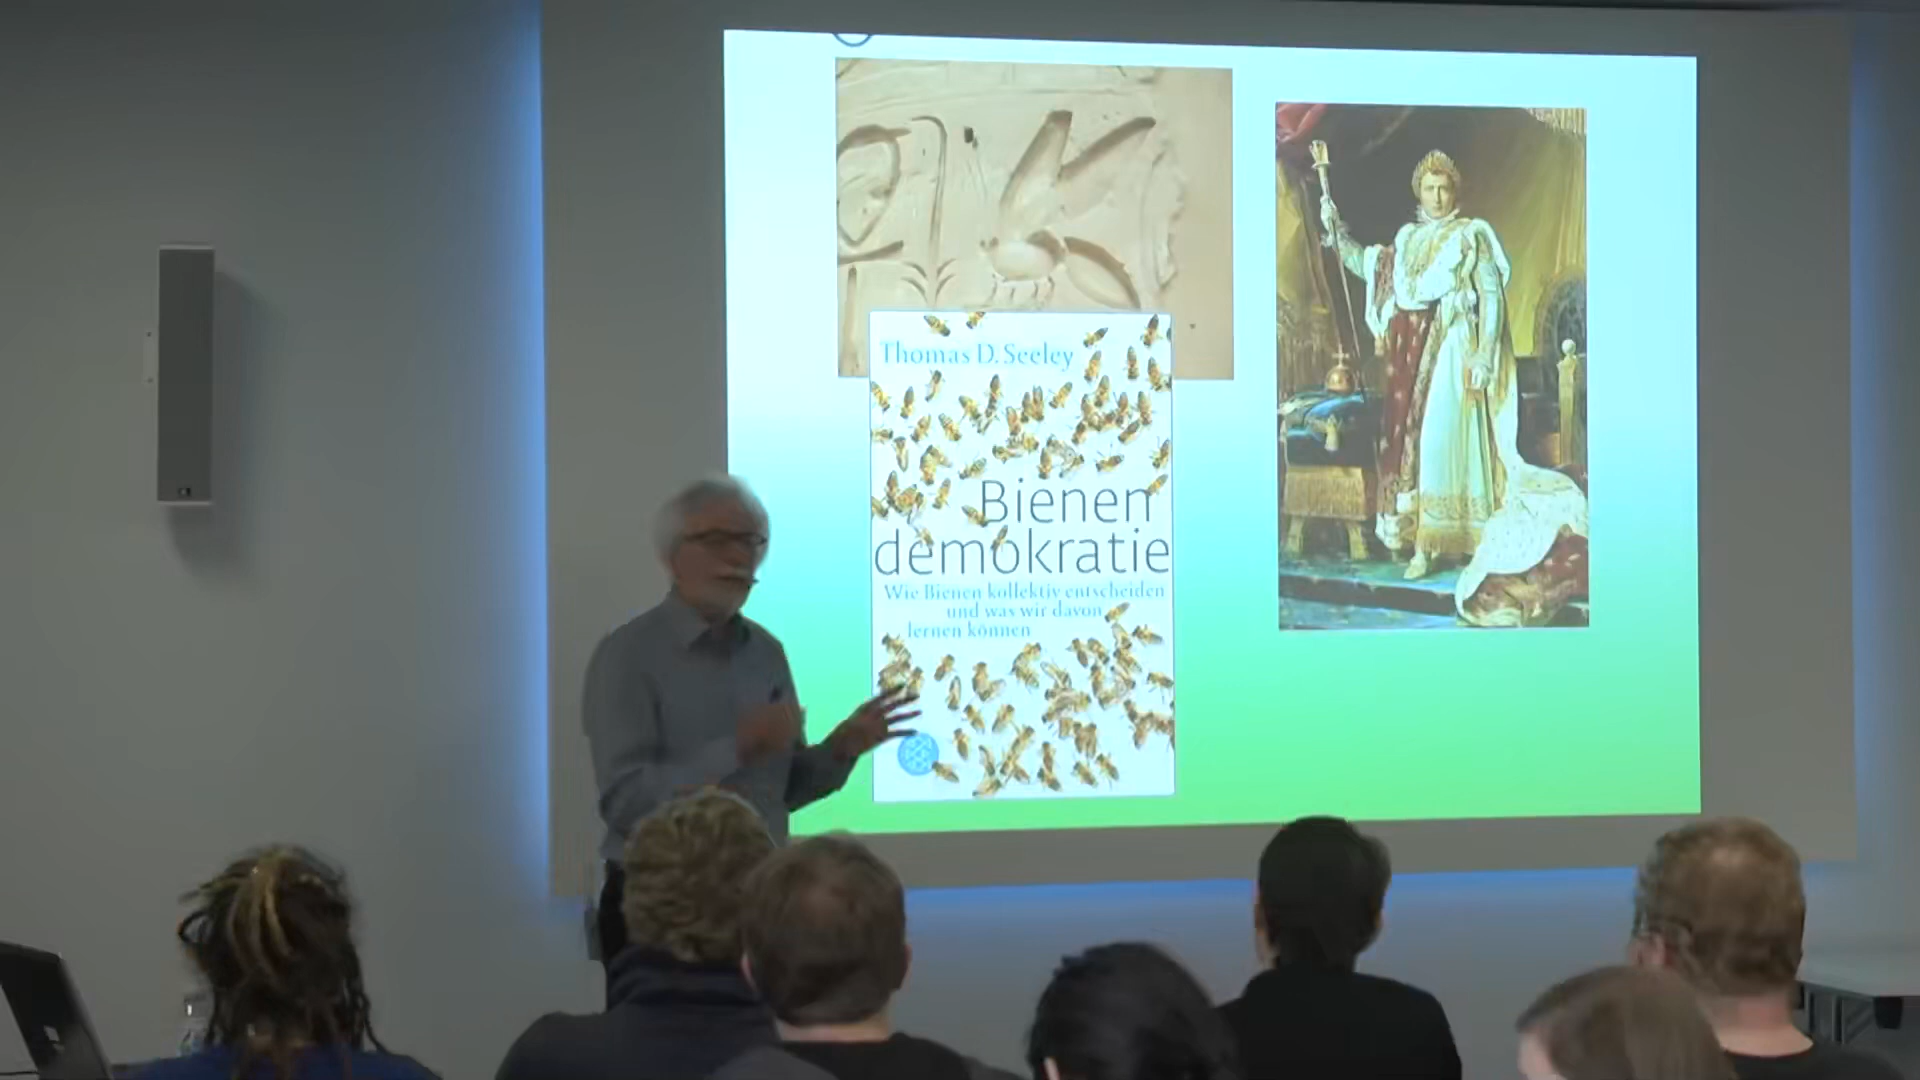 Thomas D. Seeley
Bienen
demokratie
Wie Bienen kollektiv entscheiden
und was wir davon
lernen können